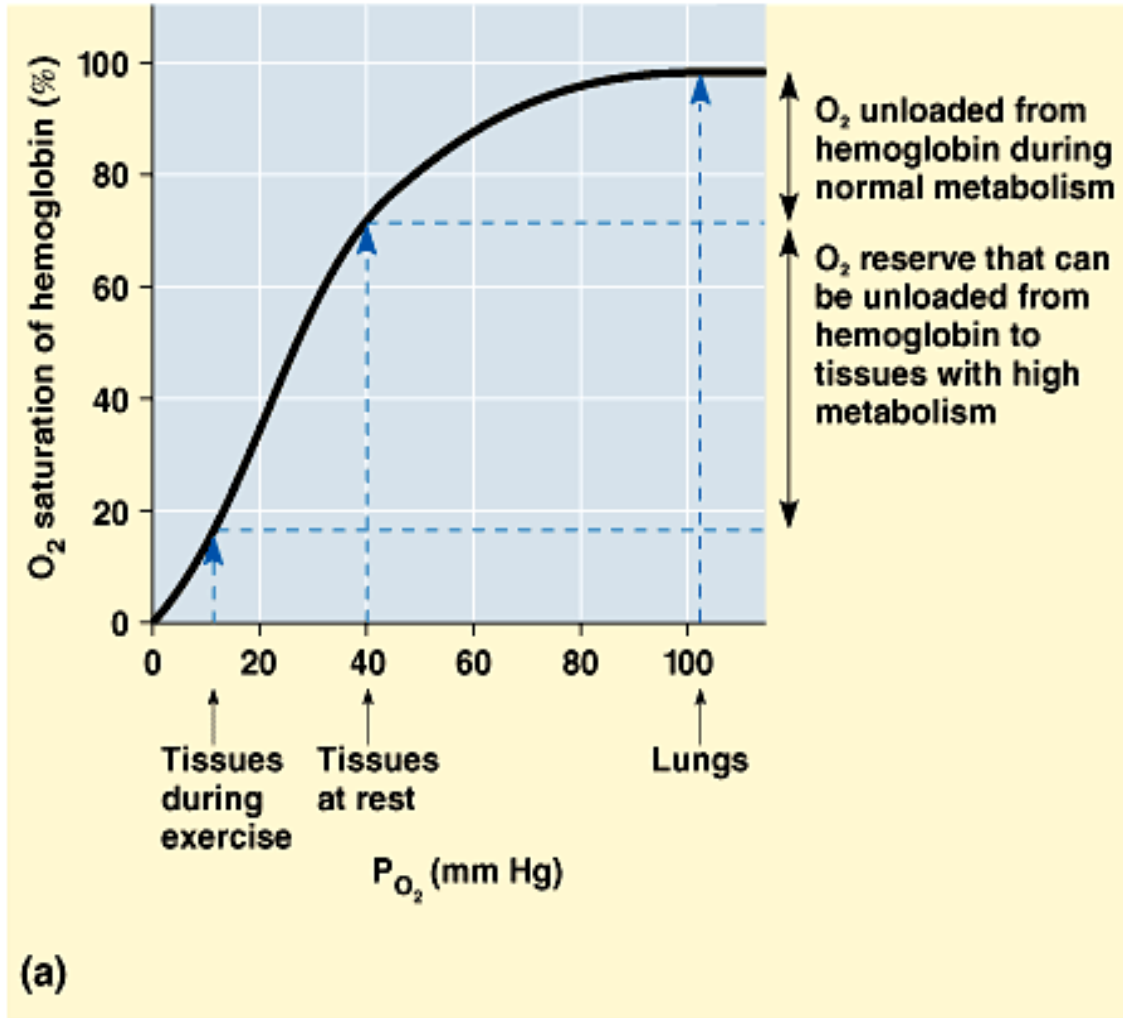 O₂ saturation of hemoglobin (%)
100
80
60
40
20
0
0 20 40 60 80 100
O₂ unloaded from
hemoglobin during
normal metabolism
O₂ reserve that can
be unloaded from
hemoglobin to
tissues with high
metabolism
Tissues
during
exercise
Tissues
at rest
Lungs
P_O₂ (mm Hg)
(a)